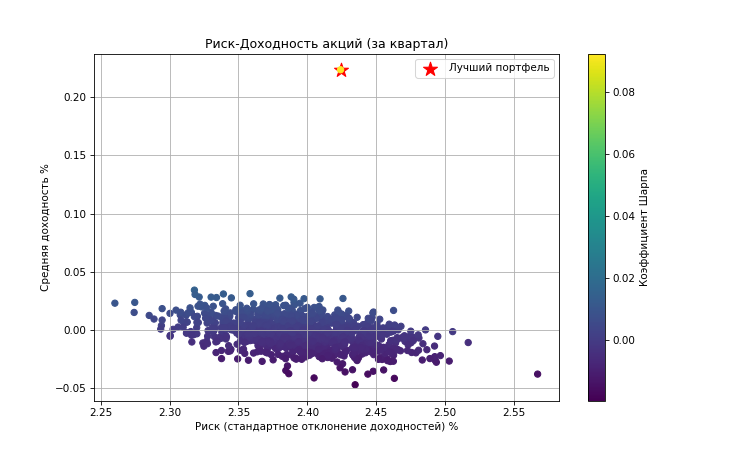 Риск-Доходность акций (за квартал)
Лучший портфель
Средняя доходность %
0.20
0.15
0.10
0.05
0.00
−0.05
2.25 2.30 2.35 2.40 2.45 2.50 2.55
Риск (стандартное отклонение доходностей) %
0.08
0.06
0.04
0.02
0.00
Коэффициент Шарпа